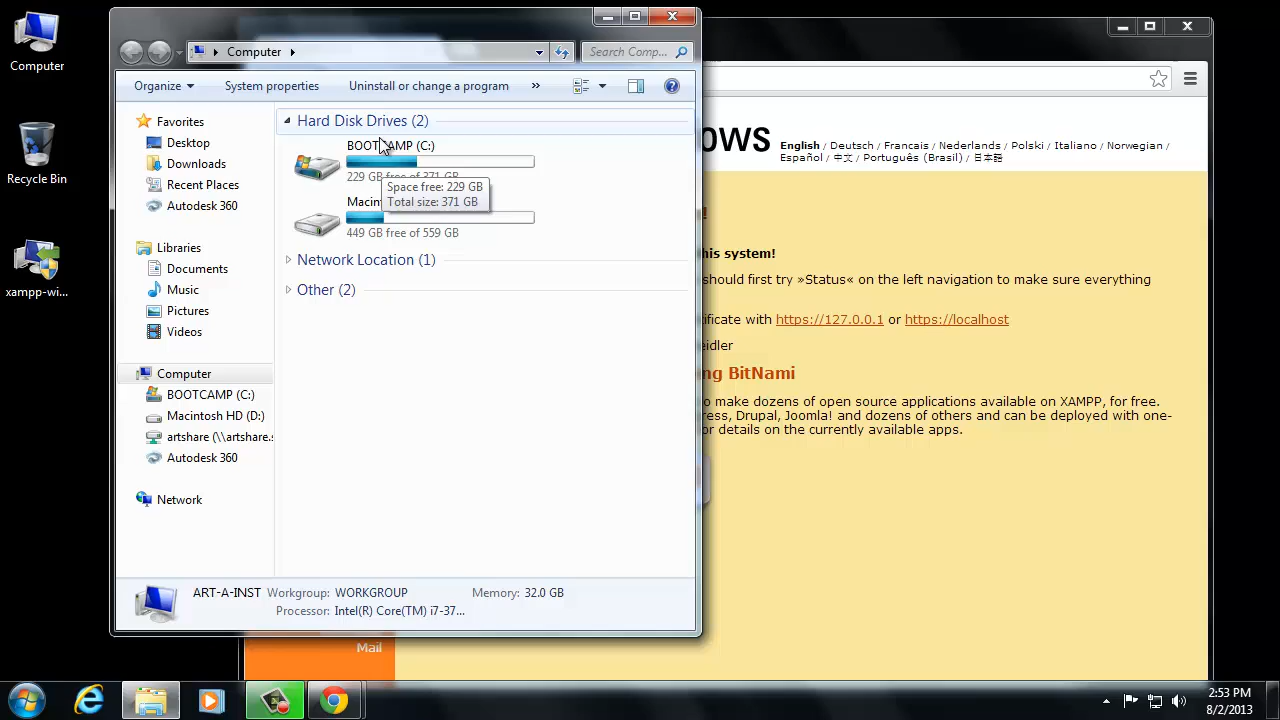 Computer
Recycle Bin
xampp-wi...
Computer
Search Comp...
Organize
System properties
Uninstall or change a program
»
Favorites
Desktop
Downloads
Recent Places
Autodesk 360
Libraries
Documents
Music
Pictures
Videos
Computer
BOOTCAMP (C:)
Macintosh HD (D:)
artshare (\\artshare.s
Autodesk 360
Network
Hard Disk Drives (2)
BOOTCAMP (C:)
229 GB free of 371 GB
Space free: 229 GB
Total size: 371 GB
449 GB free of 559 GB
Network Location (1)
Other (2)
ART-A-INST Workgroup: WORKGROUP Memory: 32.0 GB
Processor: Intel(R) Core(TM) i7-37...
English / Deutsch / Francais / Nederlands / Polski / Italiano / Norwegian /
Español / 中文 / Português (Brasil) / 日本語
his system!
should first try »Status« on the left navigation to make sure everything
tificate with https://127.0.0.1 or https://localhost
eidler
ng BitNami
o make dozens of open source applications available on XAMPP, for free.
ress, Drupal, Joomla! and dozens of others and can be deployed with one-
or details on the currently available apps.
Mail
2:53 PM
8/2/2013